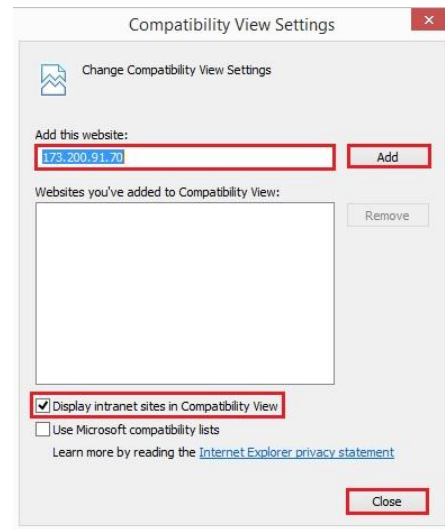 Compatibility View Settings
Change Compatibility View Settings
Add this website:
173.200.91.70
Add
Websites you've added to Compatibility View:
Remove
Display intranet sites in Compatibility View
Use Microsoft compatibility lists
Learn more by reading the Internet Explorer privacy statement
Close